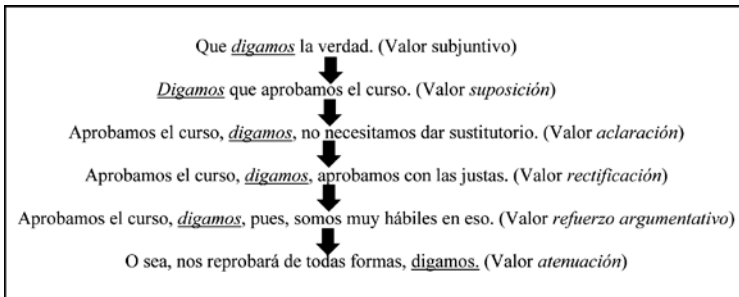 Que digamos la verdad. (Valor subjuntivo)
Digamos que aprobamos el curso. (Valor suposición)
Aprobamos el curso, digamos, no necesitamos dar sustitutorio. (Valor aclaración)
Aprobamos el curso, digamos, aprobamos con las justas. (Valor rectificación)
Aprobamos el curso, digamos, pues, somos muy hábiles en eso. (Valor refuerzo argumentativo)
O sea, nos reprobará de todas formas, digamos. (Valor atenuación)